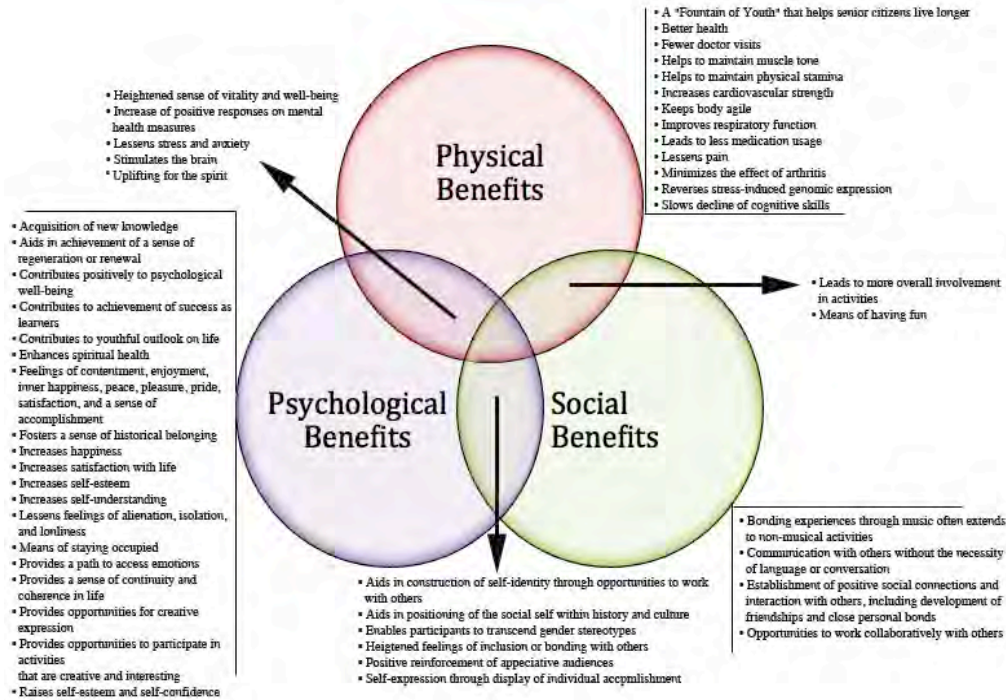 • A "Fountain of Youth" that helps senior citizens live longer
• Better health
• Fewer doctor visits
• Helps to maintain muscle tone
• Helps to maintain physical stamina
• Increases cardiovascular strength
• Keeps body agile
• Improves respiratory function
• Leads to less medication usage
• Lessens pain
• Minimizes the effect of arthritis
• Reverses stress-induced genomic expression
• Slows decline of cognitive skills
• Heightened sense of vitality and well-being
• Increase of positive responses on mental
health measures
• Lessens stress and anxiety
• Stimulates the brain
• Uplifting for the spirit
Physical
Benefits
• Acquisition of new knowledge
• Aids in achievement of a sense of
regeneration or renewal
• Contributes positively to psychological
well-being
• Contributes to achievement of success as
learners
• Contributes to youthful outlook on life
• Enhances spiritual health
• Feelings of contentment, enjoyment,
inner happiness, peace, pleasure, pride,
satisfaction, and a sense of
accomplishment
• Fosters a sense of historical belonging
• Increases happiness
• Increases satisfaction with life
• Increases self-esteem
• Increases self-understanding
• Lessens feelings of alienation, isolation,
and lonliness
• Means of staying occupied
• Provides a path to access emotions
• Provides a sense of continuity and
coherence in life
• Provides opportunities for creative
expression
• Provides opportunities to participate in
activities
that are creative and interesting
• Raises self-esteem and self-confidence
• Leads to more overall involvement
in activities
• Means of having fun
Psychological
Benefits
Social
Benefits
• Aids in construction of self-identity through opportunities to work
with others
• Aids in positioning of the social self within history and culture
• Enables participants to transcend gender stereotypes
• Heigtened feelings of inclusion or bonding with others
• Positive reinforcement of appeciative audiences
• Self-expression through display of individual accpmlishment
• Bonding experiences through music often extends
to non-musical activities
• Communication with others without the necessity
of language or conversation
• Establishment of positive social connections and
interaction with others, including development of
friendships and close personal bonds
• Opportunities to work collaboratively with others